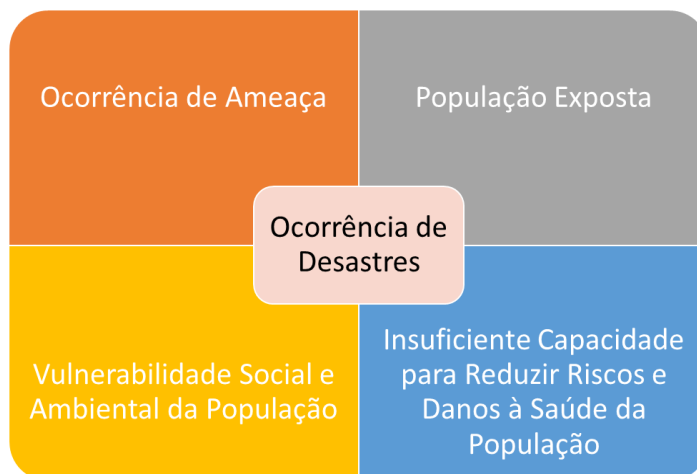 Ocorrência de Ameaça
População Exposta
Ocorrência de
Desastres
Vulnerabilidade Social e
Ambiental da População
Insuficiente Capacidade
para Reduzir Riscos e
Danos à Saúde da
População